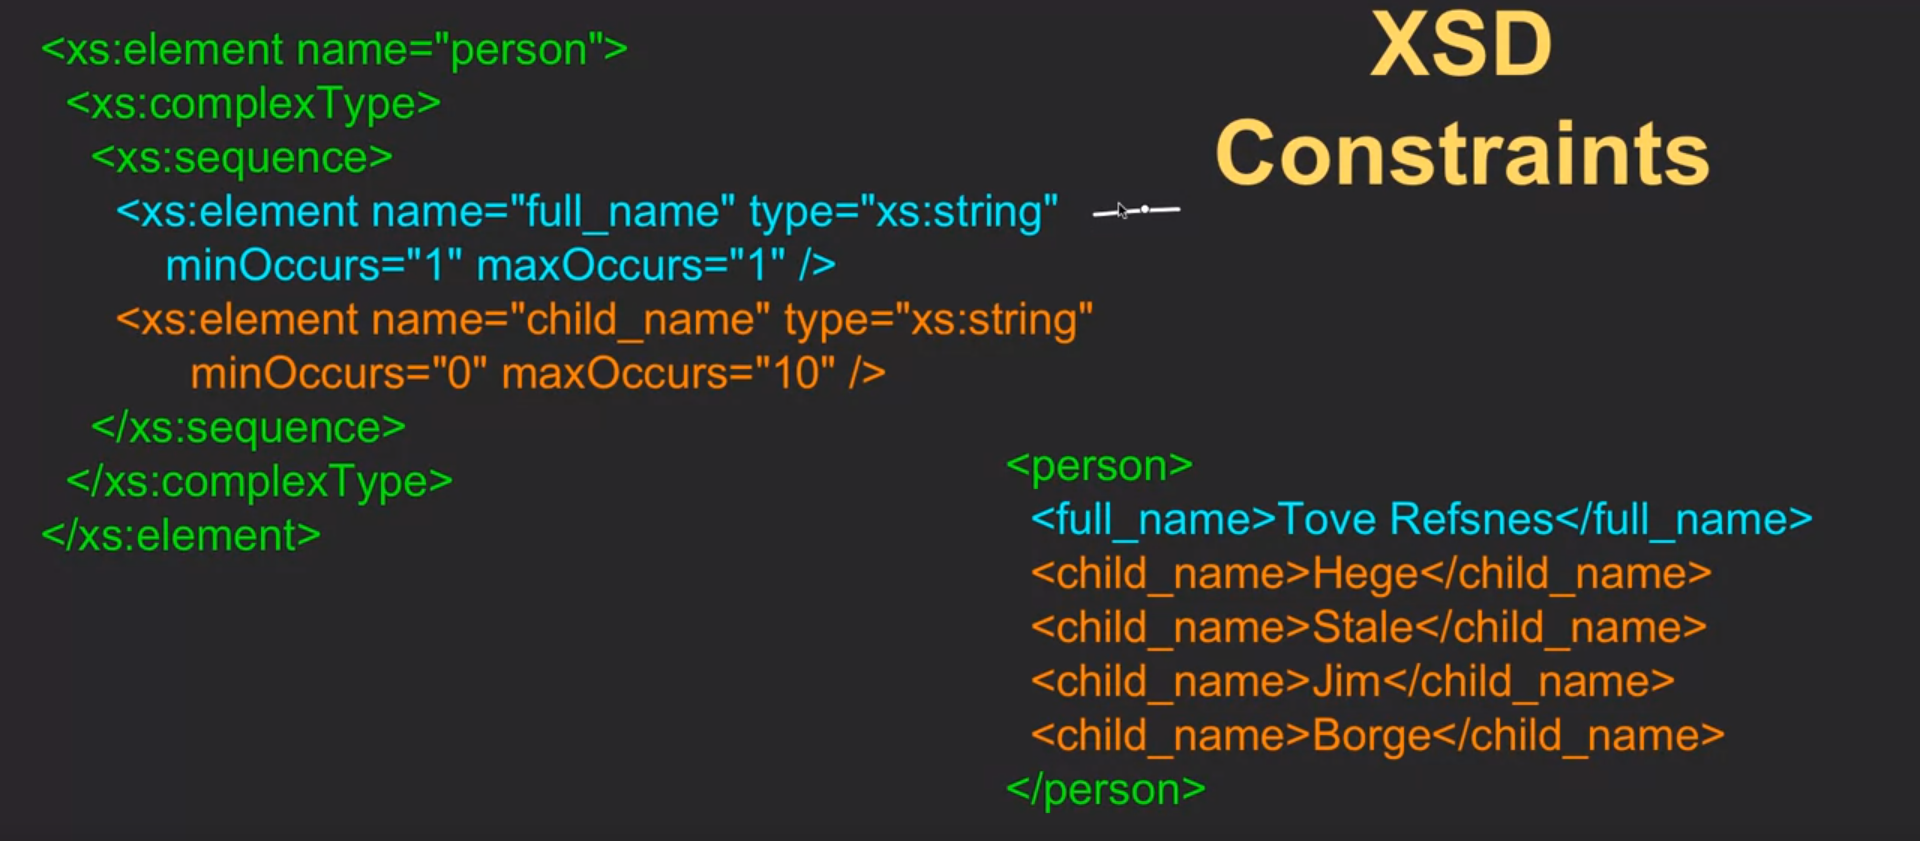 XSD
Constraints
<xs:element name="person">
<xs:complexType>
<xs:sequence>
<xs:element name="full_name" type="xs:string"
minOccurs="1" maxOccurs="1" />
<xs:element name="child_name" type="xs:string"
minOccurs="0" maxOccurs="10" />
</xs:sequence>
</xs:complexType>
</xs:element>
<person>
<full_name>Tove Refsnes</full_name>
<child_name>Hege</child_name>
<child_name>Stale</child_name>
<child_name>Jim</child_name>
<child_name>Borge</child_name>
</person>